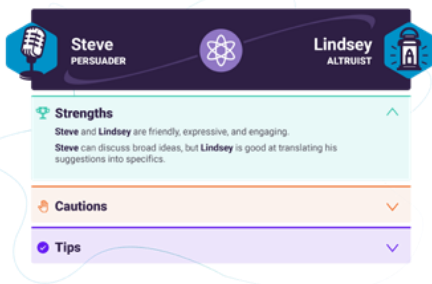 Steve
PERSUADER
Lindsey
ALTRUIST
Strengths
Steve and Lindsey are friendly, expressive, and engaging.
Steve can discuss broad ideas, but Lindsey is good at translating his
suggestions into specifics.
Cautions
Tips